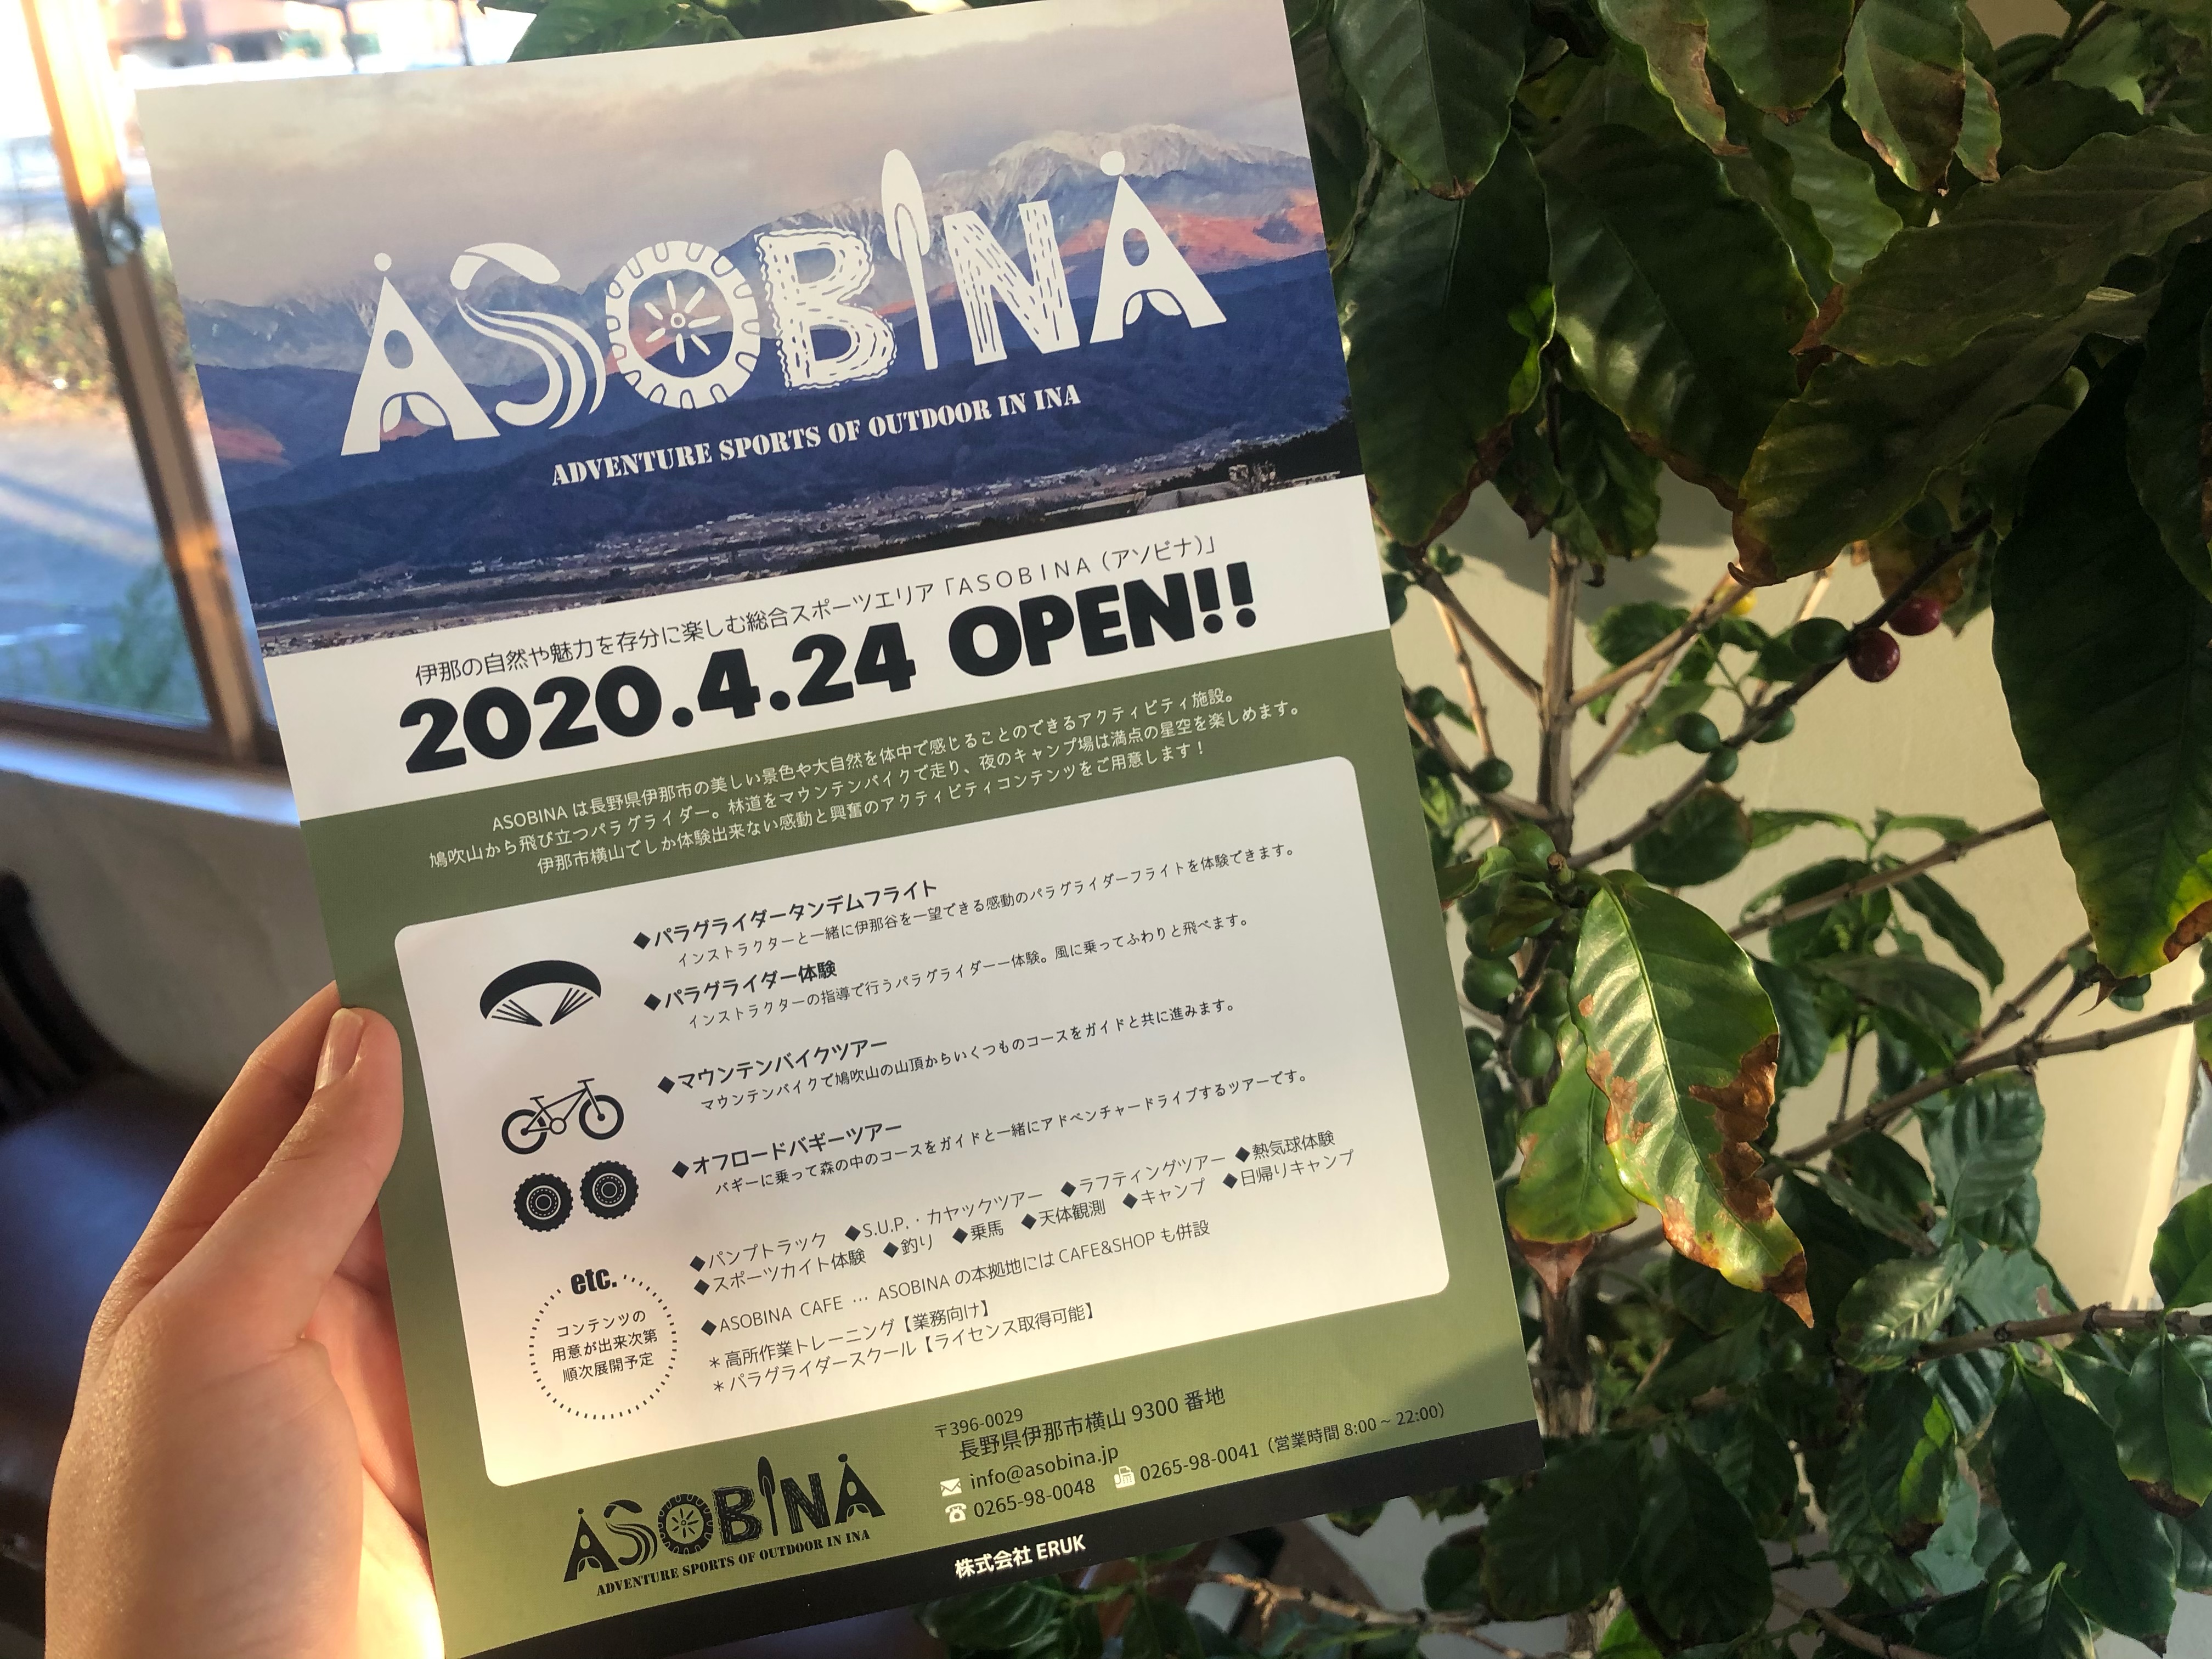 ASOBINA
ADVENTURE SPORTS OF OUTDOOR IN INA
伊那の自然や魅力を存分に楽しむ総合スポーツエリア「ASOBINA（アソビナ）」
2020.4.24 OPEN!!
ASOBINA は長野県伊那市の美しい景色や大自然を体中で感じることのできるアクティビティ施設。
鳩吹山から飛び立つパラグライダー。林道をマウンテンバイクで走り、夜のキャンプ場は満点の星空を楽しめます。
伊那市横山でしか体験出来ない感動と興奮のアクティビティコンテンツをご用意します！
◆パラグライダータンデムフライト
インストラクターと一緒に伊那谷を一望できる感動のパラグライダーフライトを体験できます。
◆パラグライダー体験
インストラクターの指導で行うパラグライダー一体験。風に乗ってふわりと飛べます。
◆マウンテンバイクツアー
マウンテンバイクで鳩吹山の山頂からいくつものコースをガイドと共に進みます。
◆オフロードバギーツアー
バギーに乗って森の中のコースをガイドと一緒にアドベンチャードライブするツアーです。
◆パンプトラック ◆S.U.P.・カヤックツアー ◆ラフティングツアー ◆熱気球体験
◆スポーツカイト体験 ◆釣り ◆乗馬 ◆天体観測 ◆キャンプ ◆日帰りキャンプ
◆ASOBINA CAFE … ASOBINA の本拠地には CAFE&SHOP も併設
＊高所作業トレーニング【業務向け】
＊パラグライダースクール【ライセンス取得可能】
etc.
コンテンツの
用意が出来次第
順次展開予定
ASOBINA
ADVENTURE SPORTS OF OUTDOOR IN INA
〒396-0029
長野県伊那市横山 9300 番地
info@asobina.jp
0265-98-0048 0265-98-0041（営業時間 8:00 ~ 22:00）
株式会社 ERUK